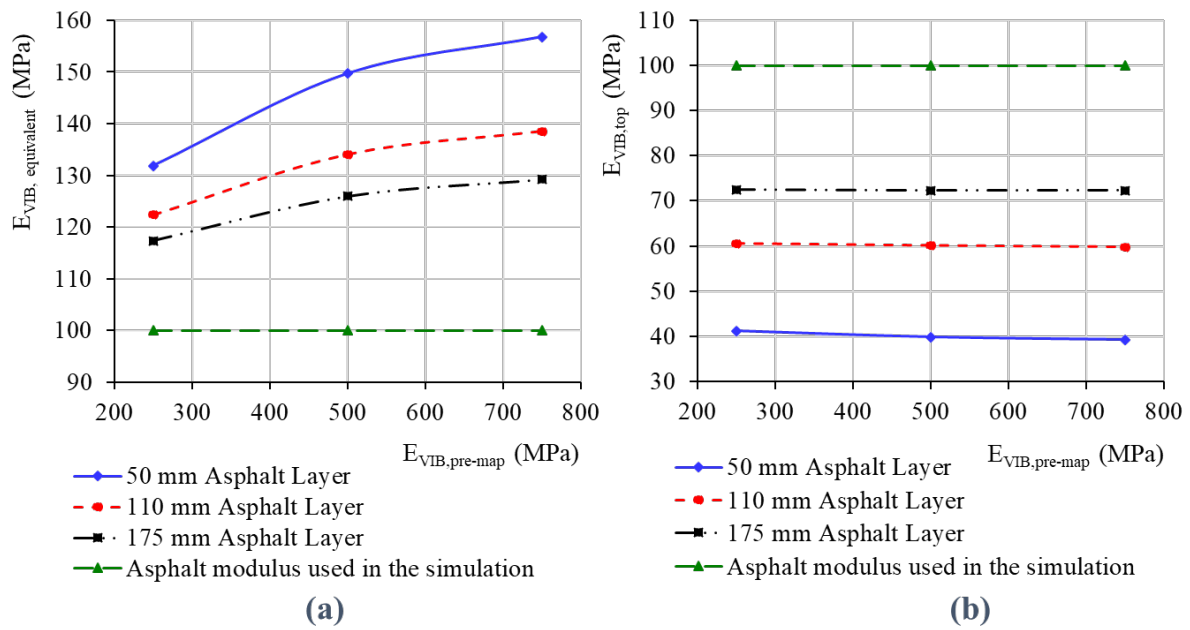 160
150
140
130
120
110
100
90
E_VIB, equivalent (MPa)
200 300 400 500 600 700 800
E_VIB,pre-map (MPa)
50 mm Asphalt Layer
110 mm Asphalt Layer
175 mm Asphalt Layer
Asphalt modulus used in the simulation
(a)
110
100
90
80
70
60
50
40
30
E_VIB,top (MPa)
200 300 400 500 600 700 800
E_VIB,pre-map (MPa)
50 mm Asphalt Layer
110 mm Asphalt Layer
175 mm Asphalt Layer
Asphalt modulus used in the simulation
(b)